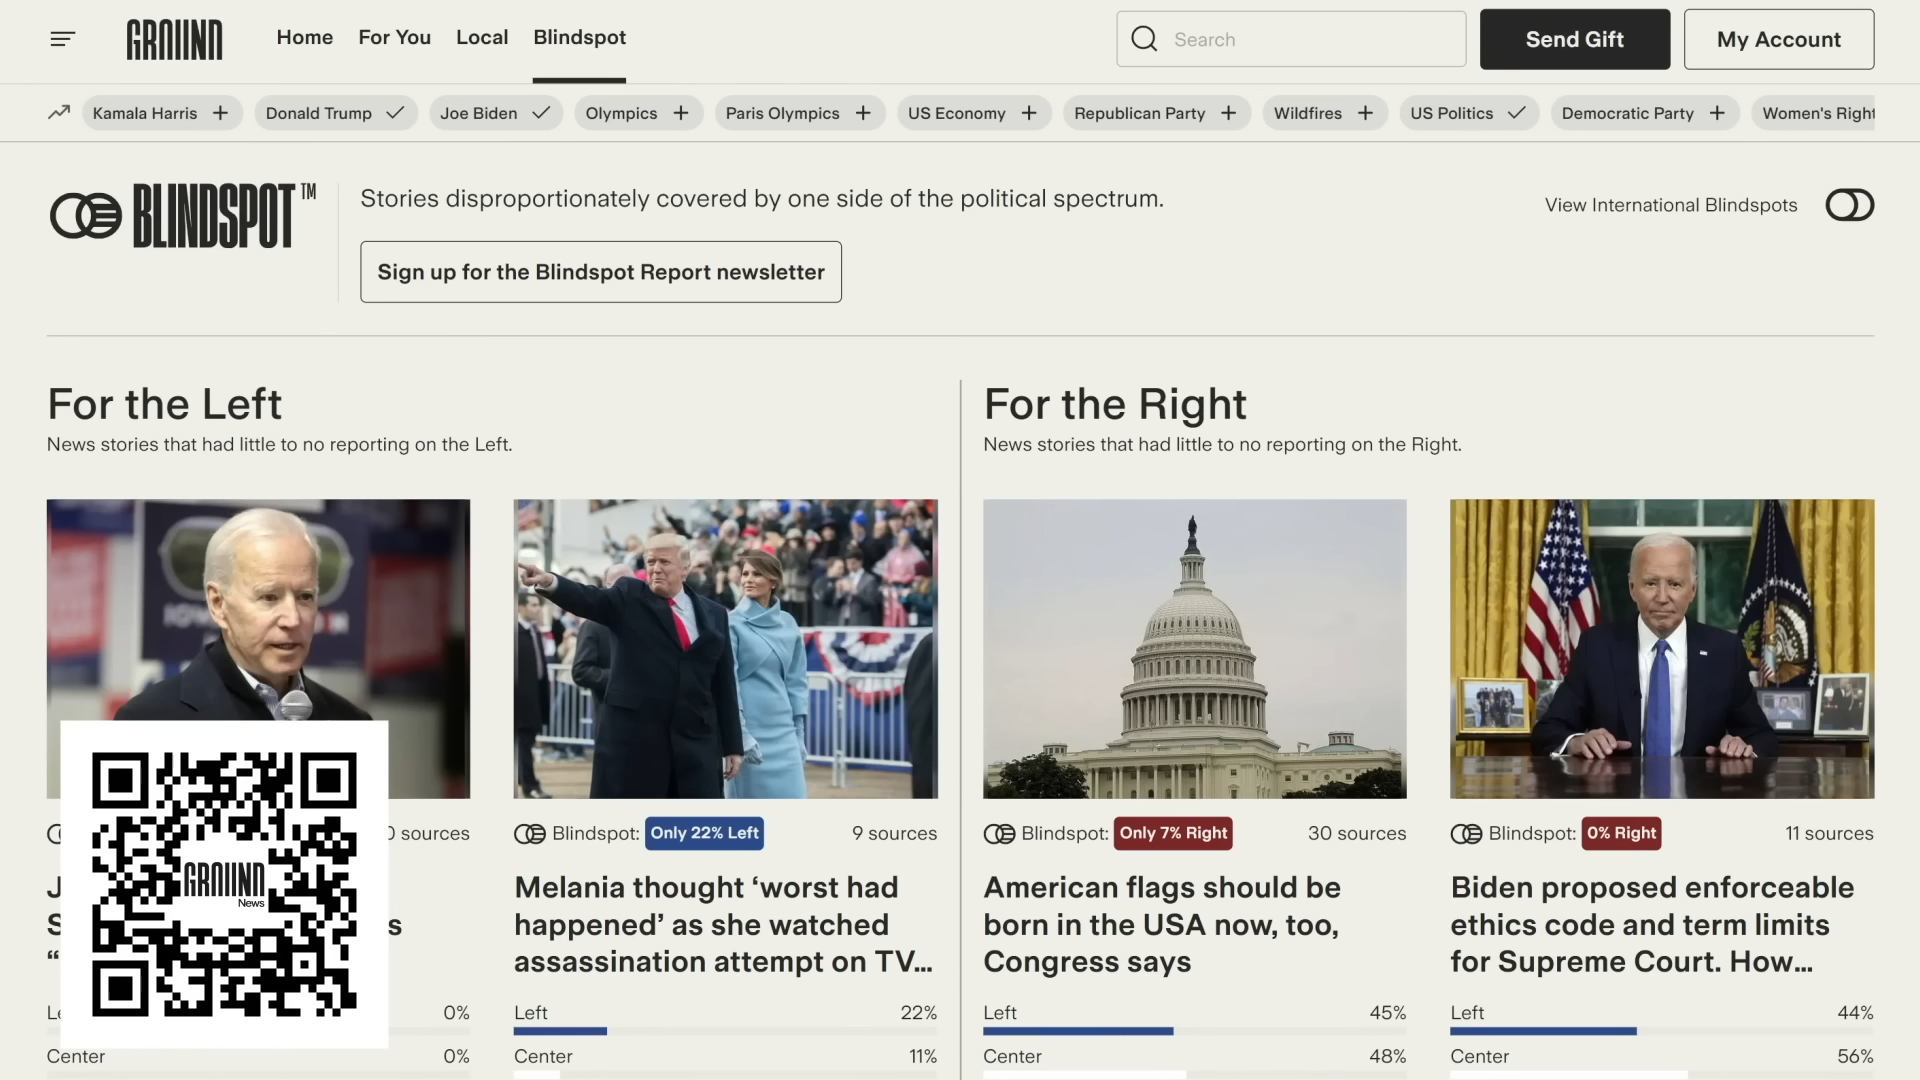 GROUND
Home
For You
Local
Blindspot
Search
Send Gift
My Account
Kamala Harris
Donald Trump
Joe Biden
Olympics
Paris Olympics
US Economy
Republican Party
Wildfires
US Politics
Democratic Party
Women's Right
BLINDSPOT™
Stories disproportionately covered by one side of the political spectrum.
Sign up for the Blindspot Report newsletter
View International Blindspots
For the Left
News stories that had little to no reporting on the Left.
sources
J
S
s
“
0%
Center 0%
GROUND
News
Blindspot: Only 22% Left 9 sources
Melania thought ‘worst had
happened’ as she watched
assassination attempt on TV...
Left 22%
Center 11%
For the Right
News stories that had little to no reporting on the Right.
Blindspot: Only 7% Right 30 sources
American flags should be
born in the USA now, too,
Congress says
Left 45%
Center 48%
Blindspot: 0% Right 11 sources
Biden proposed enforceable
ethics code and term limits
for Supreme Court. How...
Left 44%
Center 56%